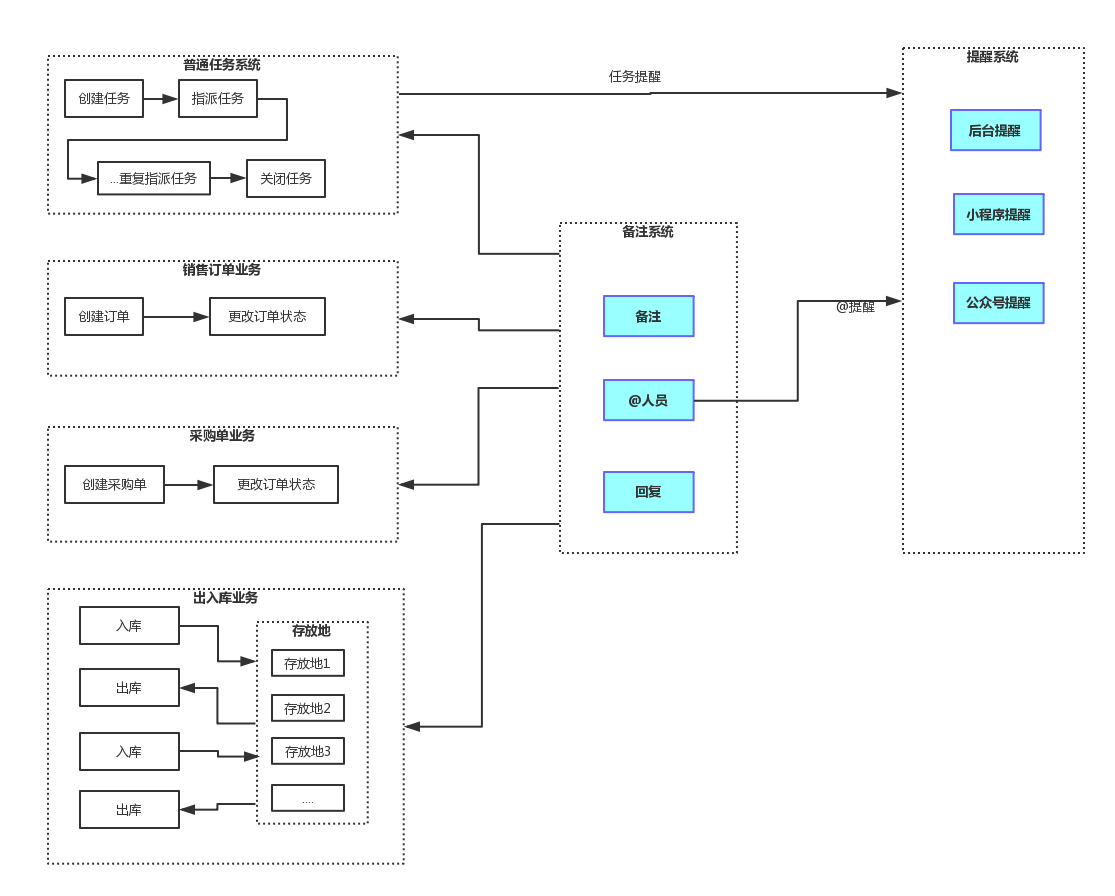 普通任务系统
创建任务
指派任务
...重复指派任务
关闭任务
任务提醒
提醒系统
后台提醒
小程序提醒
公众号提醒
@提醒
备注系统
备注
@人员
回复
销售订单业务
创建订单
更改订单状态
采购单业务
创建采购单
更改订单状态
出入库业务
入库
出库
入库
出库
存放地
存放地1
存放地2
存放地3
....